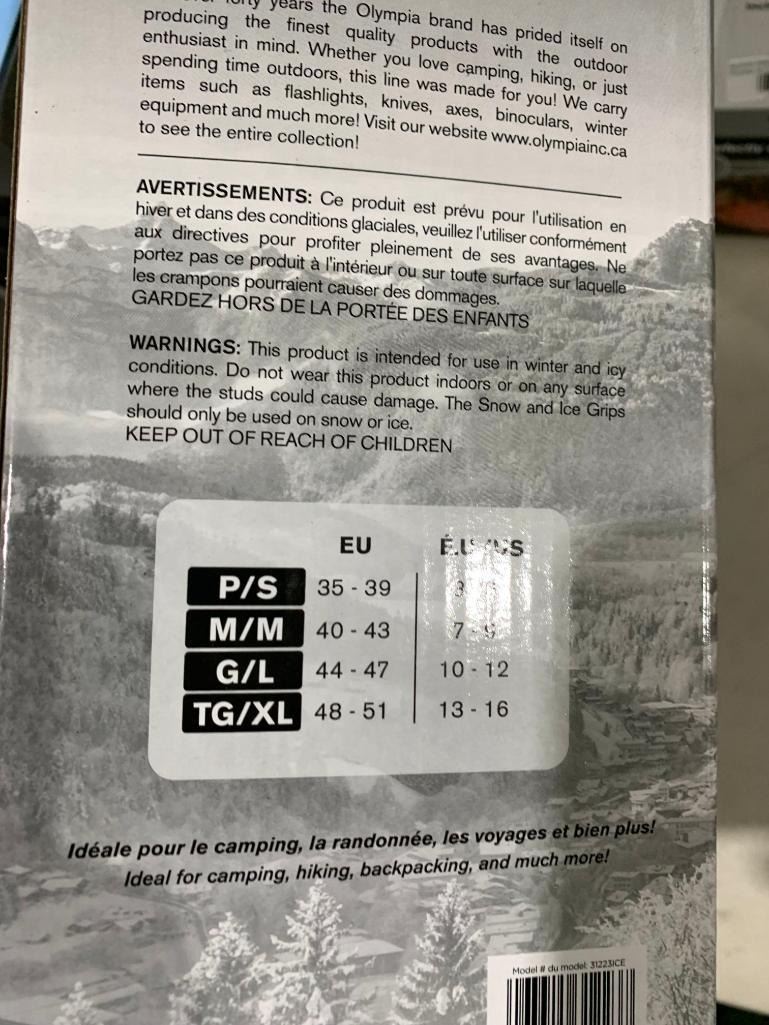 forty years the Olympia brand has prided itself on
producing the finest quality products with the outdoor
enthusiast in mind. Whether you love camping, hiking, or just
spending time outdoors, this line was made for you! We carry
items such as flashlights, knives, axes, binoculars, winter
equipment and much more! Visit our website www.olympiainc.ca
to see the entire collection!
AVERTISSEMENTS: Ce produit est prévu pour l'utilisation en
hiver et dans des conditions glaciales, veuillez l'utiliser conformément
aux directives pour profiter pleinement de ses avantages. Ne
portez pas ce produit à l'intérieur ou sur toute surface sur laquelle
les crampons pourraient causer des dommages.
GARDEZ HORS DE LA PORTÉE DES ENFANTS
WARNINGS: This product is intended for use in winter and icy
conditions. Do not wear this product indoors or on any surface
where the studs could cause damage. The Snow and Ice Grips
should only be used on snow or ice.
KEEP OUT OF REACH OF CHILDREN
EU É.U/US
P/S 35 - 39
M/M 40 - 43 7 - 9
G/L 44 - 47 10 - 12
TG/XL 48 - 51 13 - 16
Idéale pour le camping, la randonnée, les voyages et bien plus!
Ideal for camping, hiking, backpacking, and much more!
Model # du model: 31223ICE